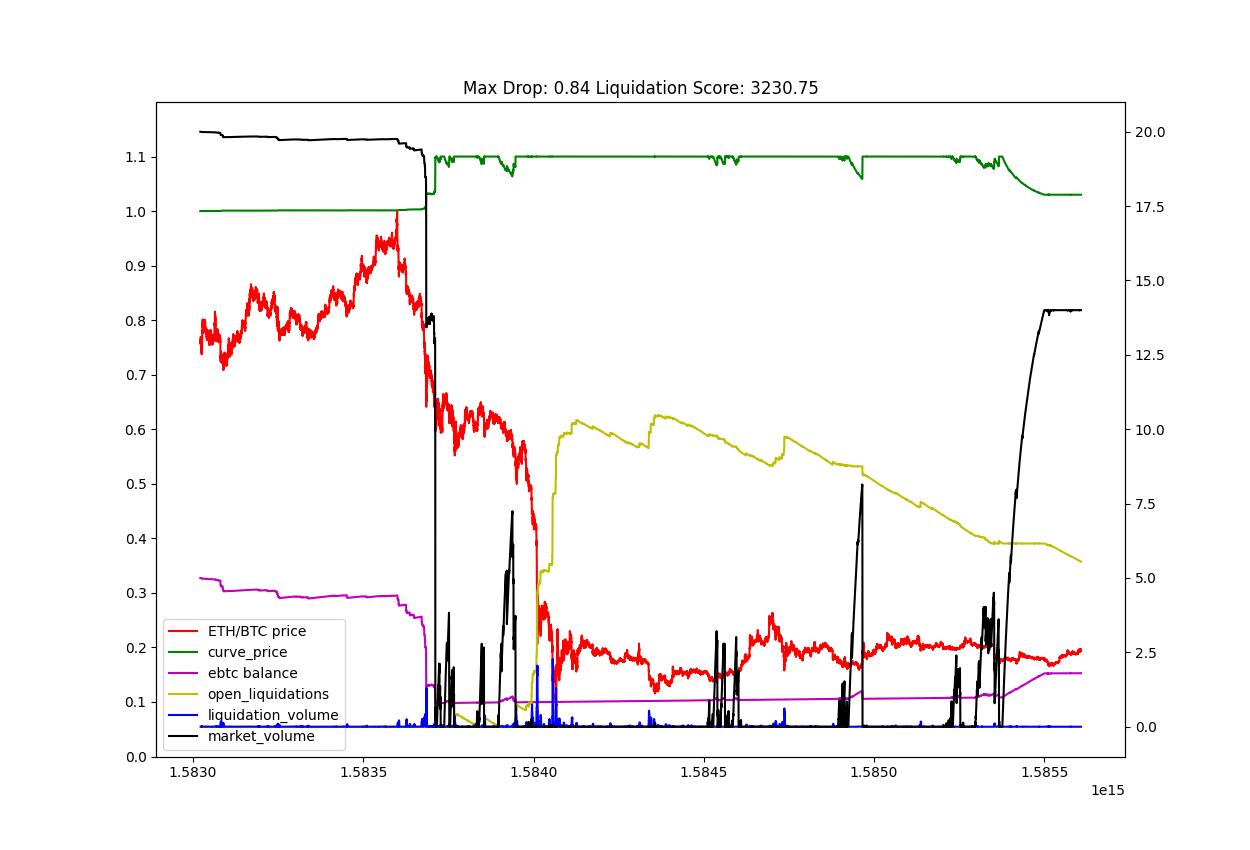 Max Drop: 0.84 Liquidation Score: 3230.75
1.1
1.0
0.9
0.8
0.7
0.6
0.5
0.4
0.3
0.2
0.1
0.0
20.0
17.5
15.0
12.5
10.0
7.5
5.0
2.5
0.0
ETH/BTC price
curve_price
ebtc balance
open_liquidations
liquidation_volume
market_volume
1.5830 1.5835 1.5840 1.5845 1.5850 1.5855
1e15